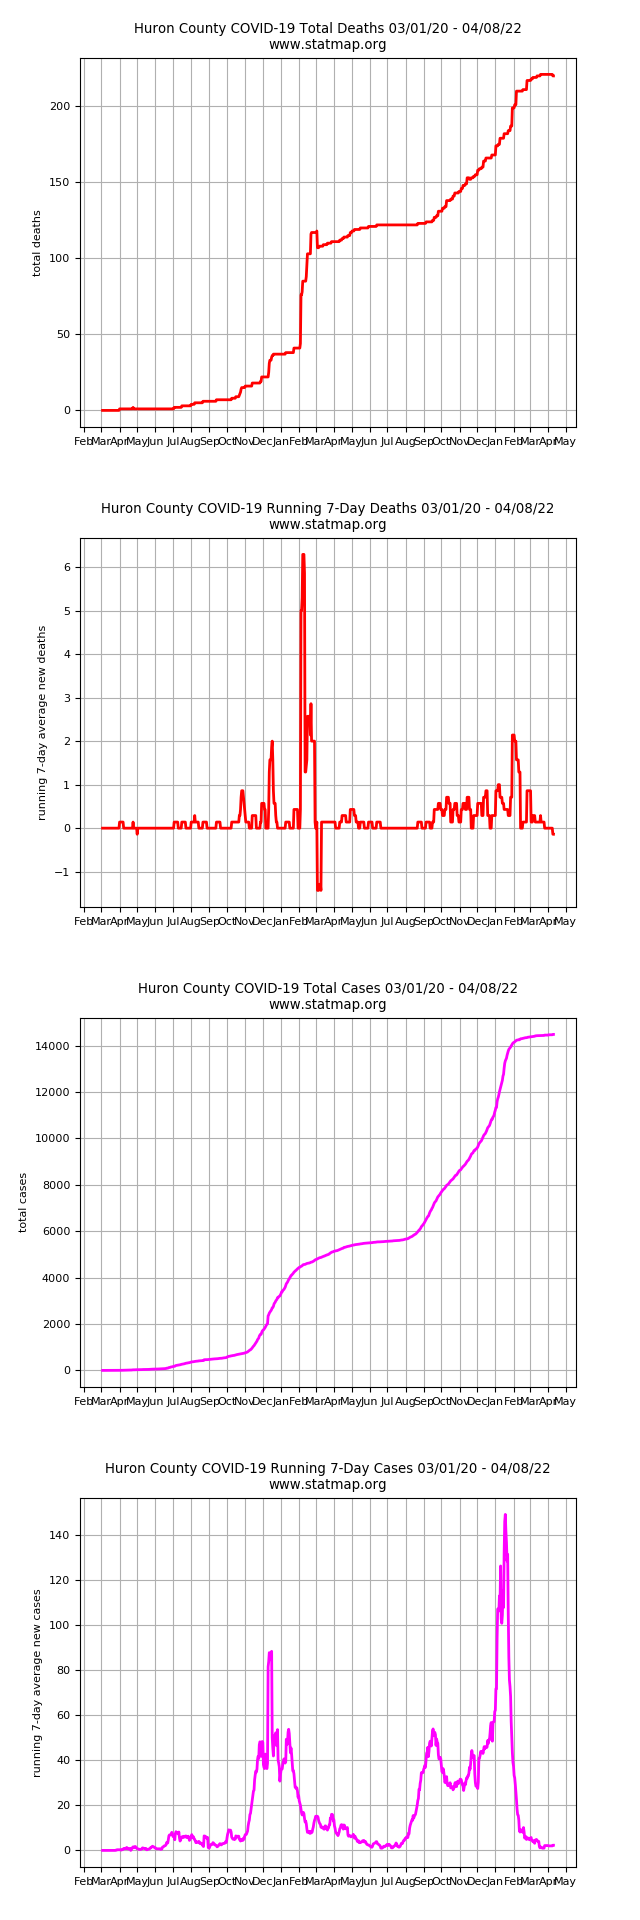 Huron County COVID-19 Total Deaths 03/01/20 - 04/08/22
www.statmap.org
total deaths
200
150
100
50
0
Feb Mar Apr May Jun Jul Aug Sep Oct Nov Dec Jan Feb Mar Apr May Jun Jul Aug Sep Oct Nov Dec Jan Feb Mar Apr May
Huron County COVID-19 Running 7-Day Deaths 03/01/20 - 04/08/22
www.statmap.org
running 7-day average new deaths
6
5
4
3
2
1
0
−1
Feb Mar Apr May Jun Jul Aug Sep Oct Nov Dec Jan Feb Mar Apr May Jun Jul Aug Sep Oct Nov Dec Jan Feb Mar Apr May
Huron County COVID-19 Total Cases 03/01/20 - 04/08/22
www.statmap.org
total cases
14000
12000
10000
8000
6000
4000
2000
0
Feb Mar Apr May Jun Jul Aug Sep Oct Nov Dec Jan Feb Mar Apr May Jun Jul Aug Sep Oct Nov Dec Jan Feb Mar Apr May
Huron County COVID-19 Running 7-Day Cases 03/01/20 - 04/08/22
www.statmap.org
running 7-day average new cases
140
120
100
80
60
40
20
0
Feb Mar Apr May Jun Jul Aug Sep Oct Nov Dec Jan Feb Mar Apr May Jun Jul Aug Sep Oct Nov Dec Jan Feb Mar Apr May